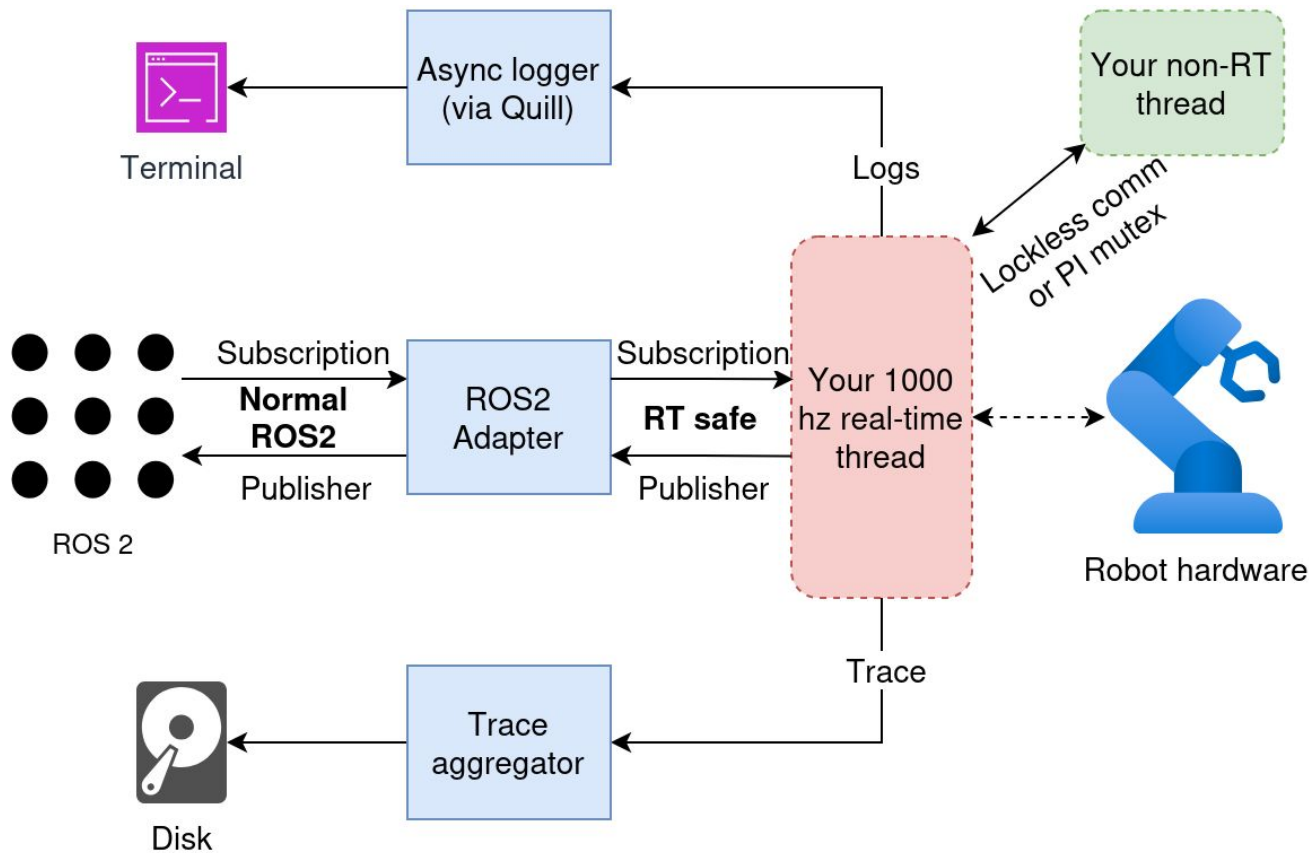 Async logger
(via Quill)
Your non-RT
thread
Terminal
Logs
Lockless comm
or PI mutex
Subscription
Normal
ROS2
Publisher
ROS2
Adapter
Subscription
RT safe
Publisher
Your 1000
hz real-time
thread
ROS 2
Robot hardware
Trace
Trace
aggregator
Disk